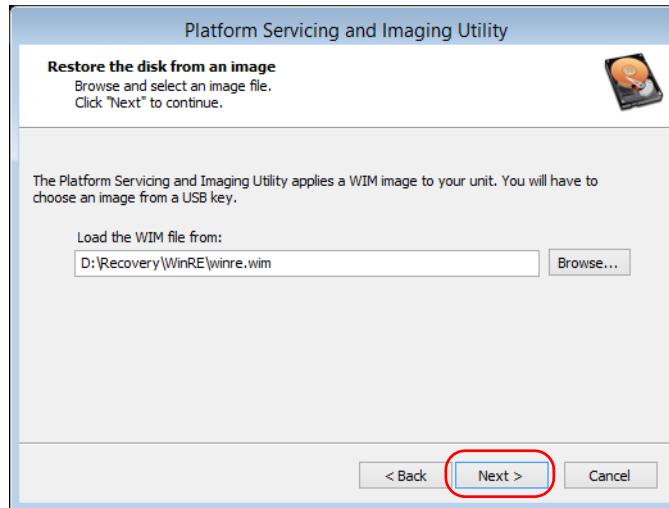 Platform Servicing and Imaging Utility
Restore the disk from an image
Browse and select an image file.
Click "Next" to continue.
The Platform Servicing and Imaging Utility applies a WIM image to your unit. You will have to
choose an image from a USB key.
Load the WIM file from:
D:\Recovery\WinRE\winre.wim
Browse...
< Back
Next >
Cancel